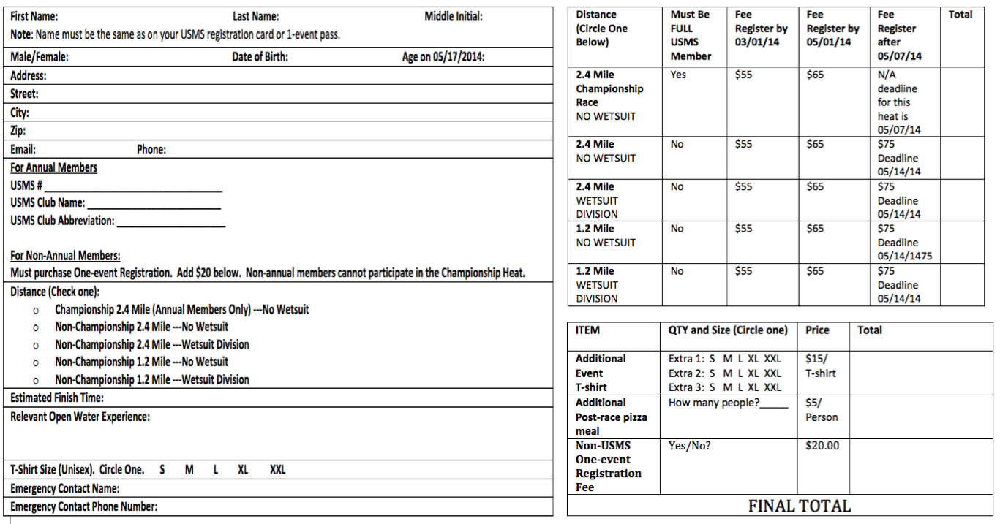 First Name: Last Name: Middle Initial:
Note: Name must be the same as on your USMS registration card or 1-event pass.
Male/Female: Date of Birth: Age on 05/17/2014:
Address:
Street:
City:
Zip:
Email: Phone:
For Annual Members
USMS # ____________________
USMS Club Name: ____________________
USMS Club Abbreviation: ____________________
For Non-Annual Members:
Must purchase One-event Registration. Add $20 below. Non-annual members cannot participate in the Championship Heat.
Distance (Check one):
o Championship 2.4 Mile (Annual Members Only) ---No Wetsuit
o Non-Championship 2.4 Mile ---No Wetsuit
o Non-Championship 2.4 Mile ---Wetsuit Division
o Non-Championship 1.2 Mile ---No Wetsuit
o Non-Championship 1.2 Mile ---Wetsuit Division
Estimated Finish Time:
Relevant Open Water Experience:
T-Shirt Size (Unisex). Circle One. S M L XL XXL
Emergency Contact Name:
Emergency Contact Phone Number:
Distance Must Be Fee Fee Fee Total
(Circle One FULL Register by Register by Register
Below) USMS 03/01/14 05/01/14 after
Member 05/07/14
2.4 Mile Yes $55 $65 N/A
Championship deadline
Race for this
NO WETSUIT heat is
05/07/14
2.4 Mile No $55 $65 $75
NO WETSUIT Deadline
05/14/14
2.4 Mile No $55 $65 $75
WETSUIT Deadline
DIVISION 05/14/14
1.2 Mile No $55 $65 $75
NO WETSUIT Deadline
05/14/1475
1.2 Mile No $55 $65 $75
WETSUIT Deadline
DIVISION 05/14/14
ITEM QTY and Size (Circle one) Price Total
Additional Extra 1: S M L XL XXL $15/
Event Extra 2: S M L XL XXL T-shirt
T-shirt Extra 3: S M L XL XXL
Additional How many people?_____ $5/
Post-race pizza Person
meal
Non-USMS Yes/No? $20.00
One-event
Registration
Fee
FINAL TOTAL